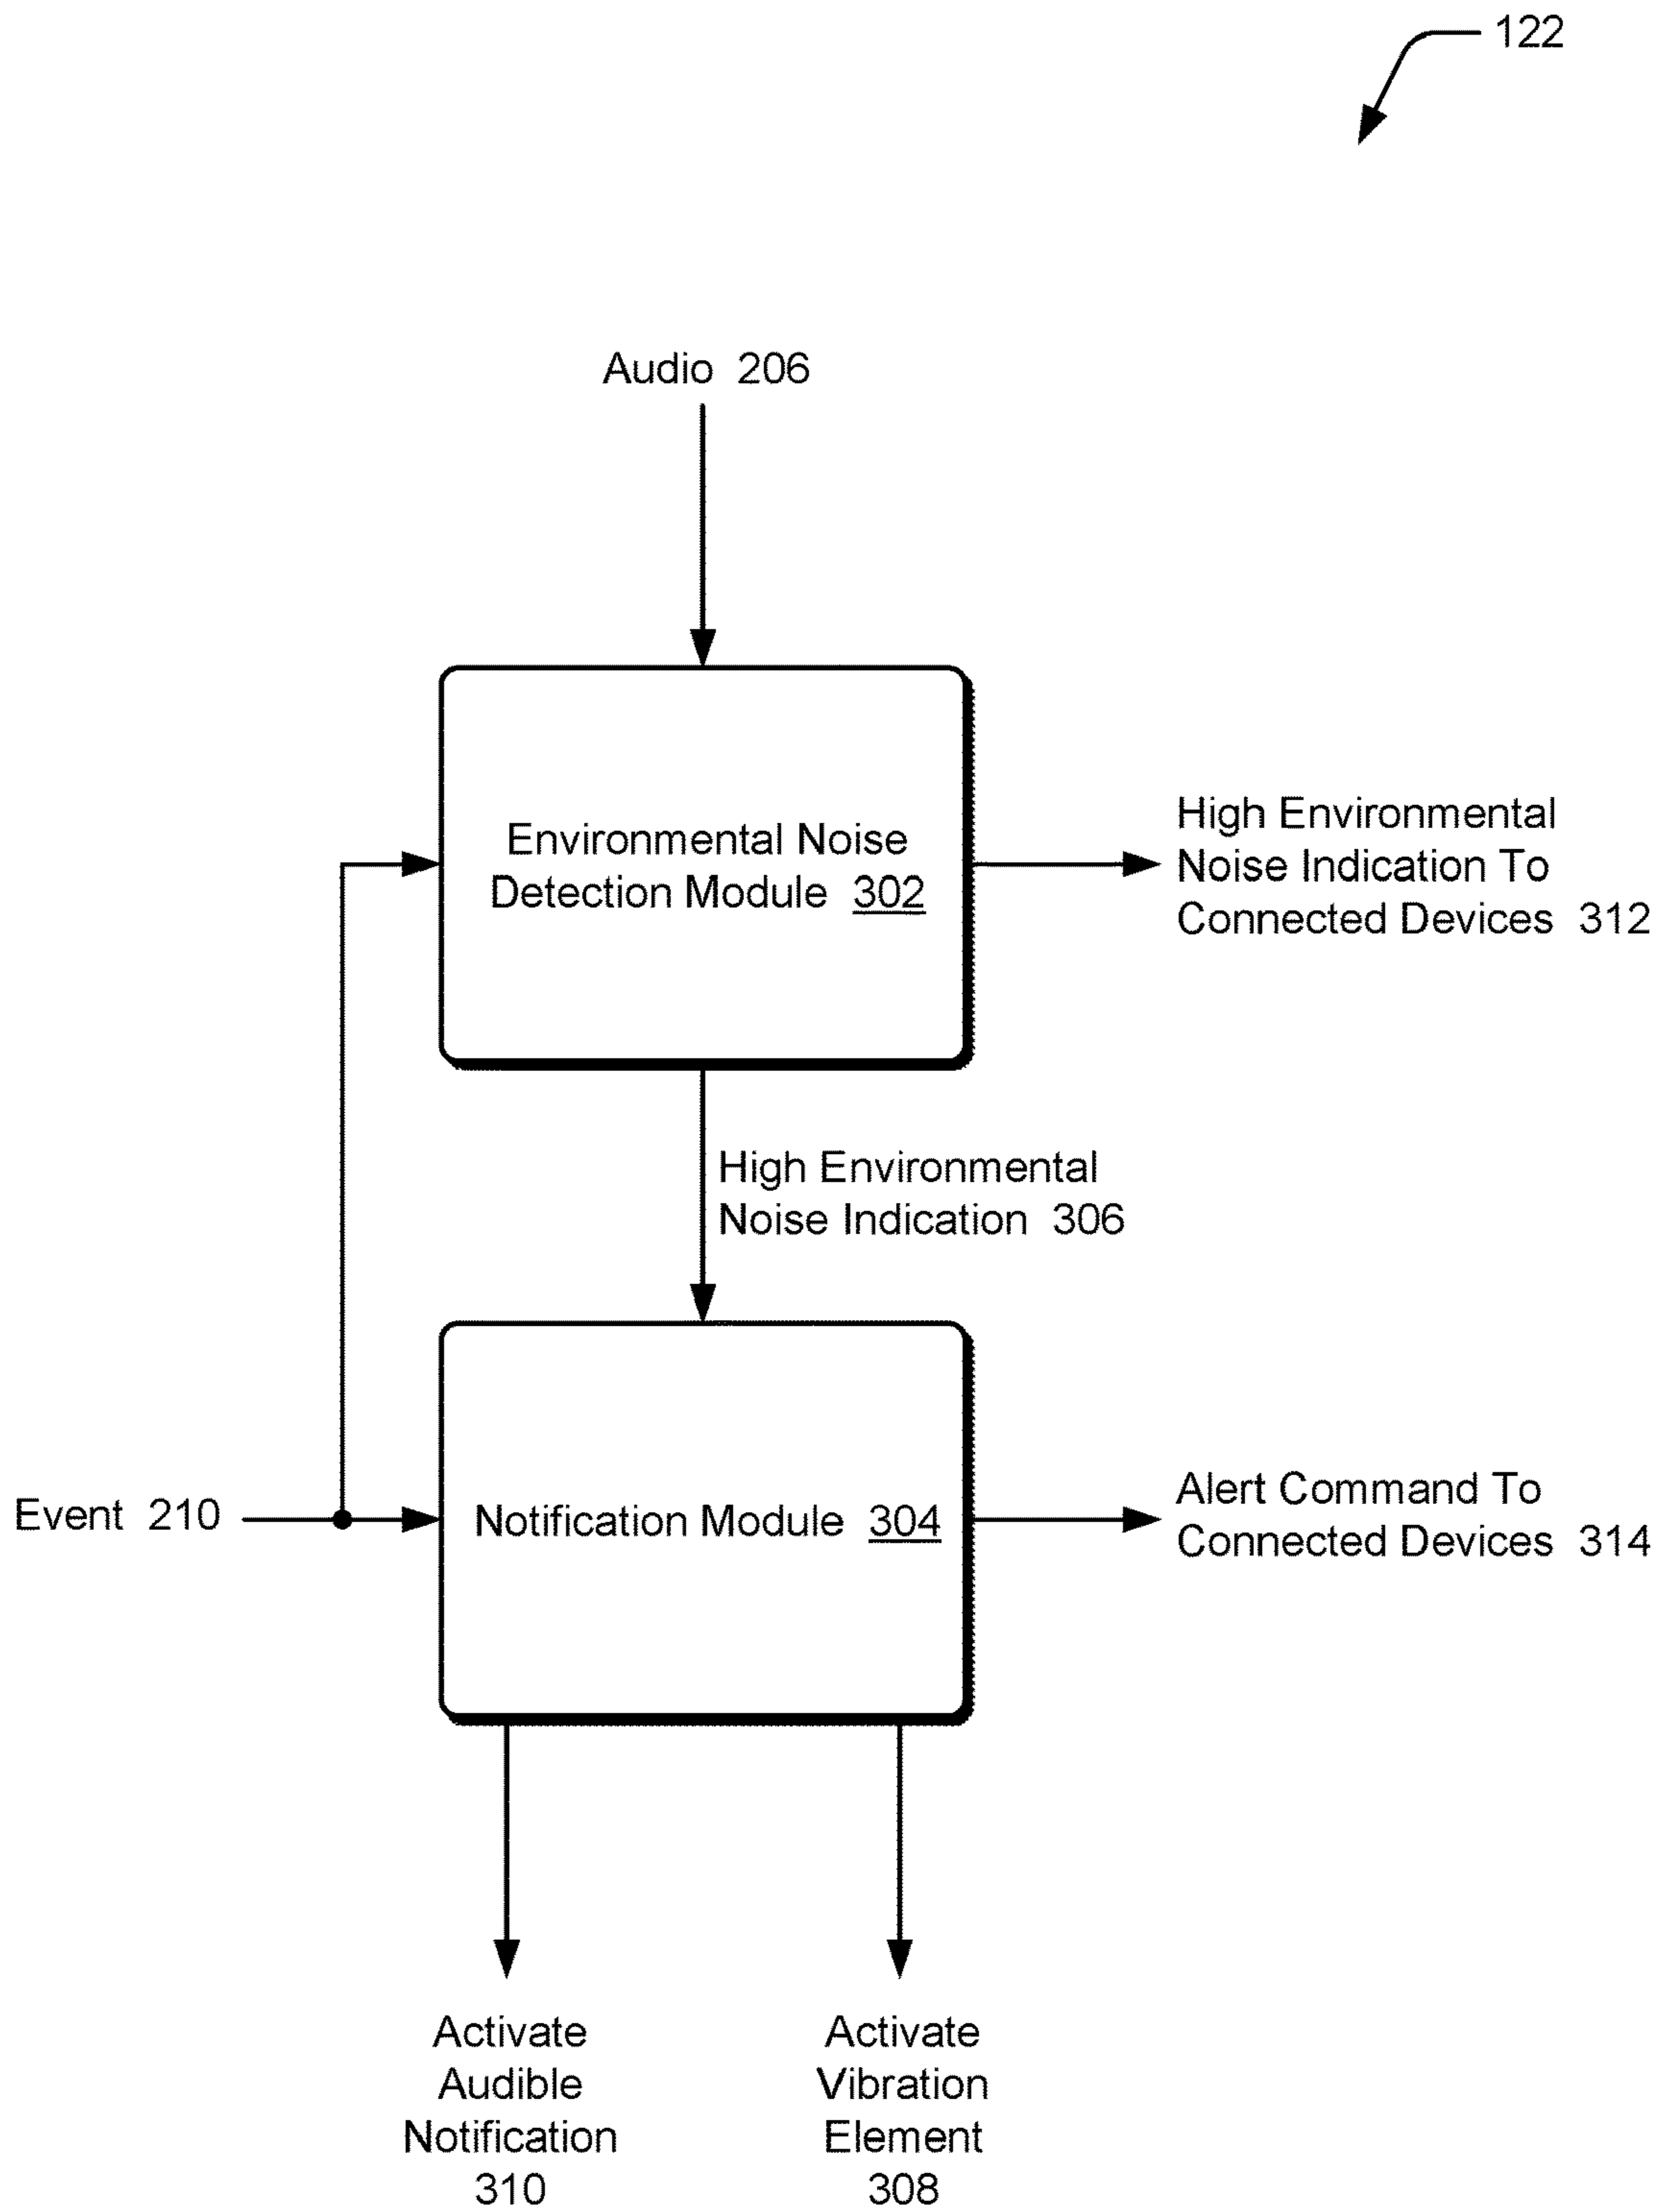 122
Audio 206
Environmental Noise
Detection Module 302
High Environmental
Noise Indication To
Connected Devices 312
High Environmental
Noise Indication 306
Event 210
Notification Module 304
Alert Command To
Connected Devices 314
Activate
Audible
Notification
310
Activate
Vibration
Element
308